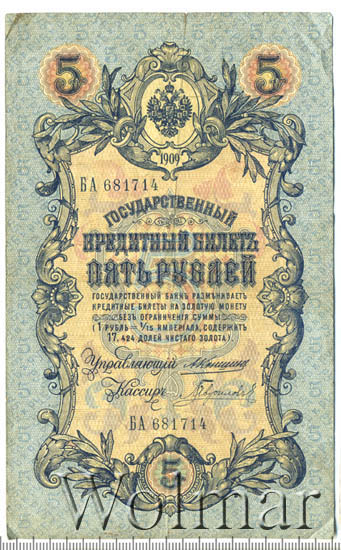 5 5
1909
БА 681714
ГОСУДАРСТВЕННЫЙ
КРЕДИТНЫЙ БИЛЕТЪ
ПЯТЬ РУБЛЕЙ
ГОСУДАРСТВЕННЫЙ БАНКЪ РАЗМѢНИВАЕТЪ
КРЕДИТНЫЕ БИЛЕТЫ НА ЗОЛОТУЮ МОНЕТУ
БЕЗЪ ОГРАНИЧЕНІЯ СУММЫ
(1 РУБЛЬ = 1/15 ИМПЕРІАЛА, СОДЕРЖИТЪ
17,424 ДОЛЕЙ ЧИСТАГО ЗОЛОТА)
Управляющій
Кассиръ
БА 681714
5
Wolmar